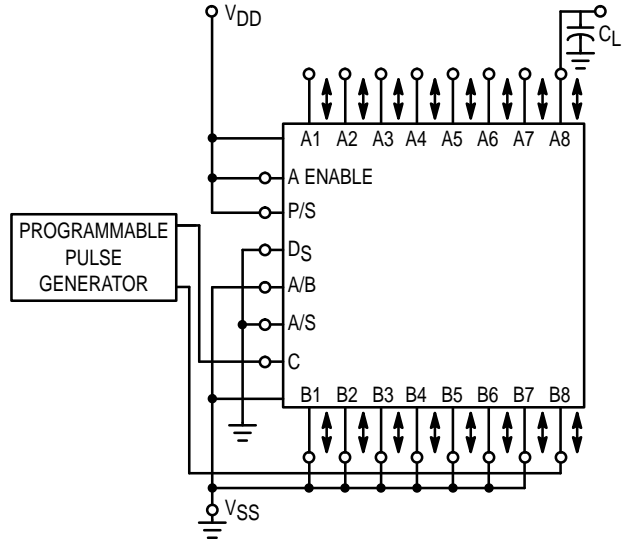 VDD
CL
A1 A2 A3 A4 A5 A6 A7 A8
A ENABLE
P/S
DS
A/B
A/S
C
PROGRAMMABLE
PULSE
GENERATOR
B1 B2 B3 B4 B5 B6 B7 B8
VSS